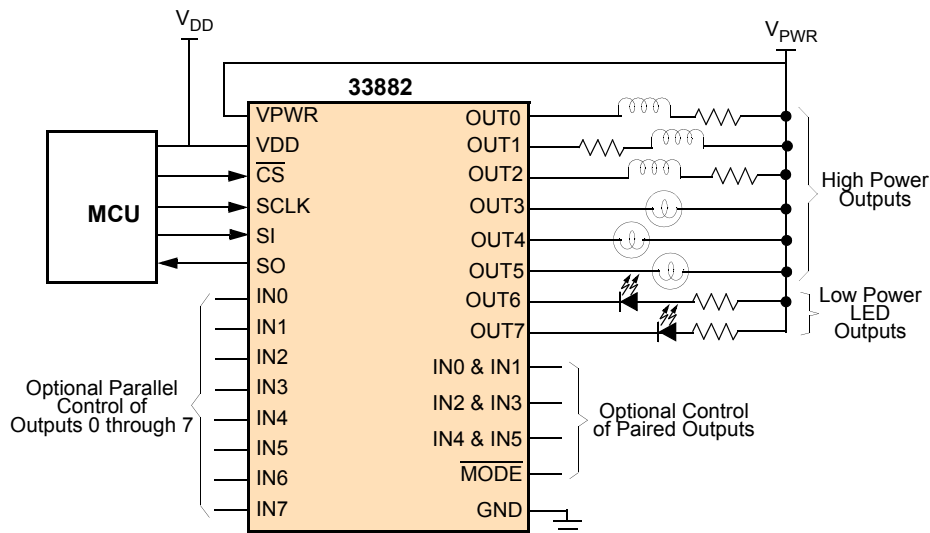 V_DD
V_PWR
33882
MCU
VPWR
VDD
C̅S̅
SCLK
SI
SO
IN0
IN1
IN2
IN3
IN4
IN5
IN6
IN7
Optional Parallel
Control of
Outputs 0 through 7
OUT0
OUT1
OUT2
OUT3
OUT4
OUT5
OUT6
OUT7
IN0 & IN1
IN2 & IN3
IN4 & IN5
M̅O̅D̅E̅
GND
High Power
Outputs
Low Power
LED
Outputs
Optional Control
of Paired Outputs